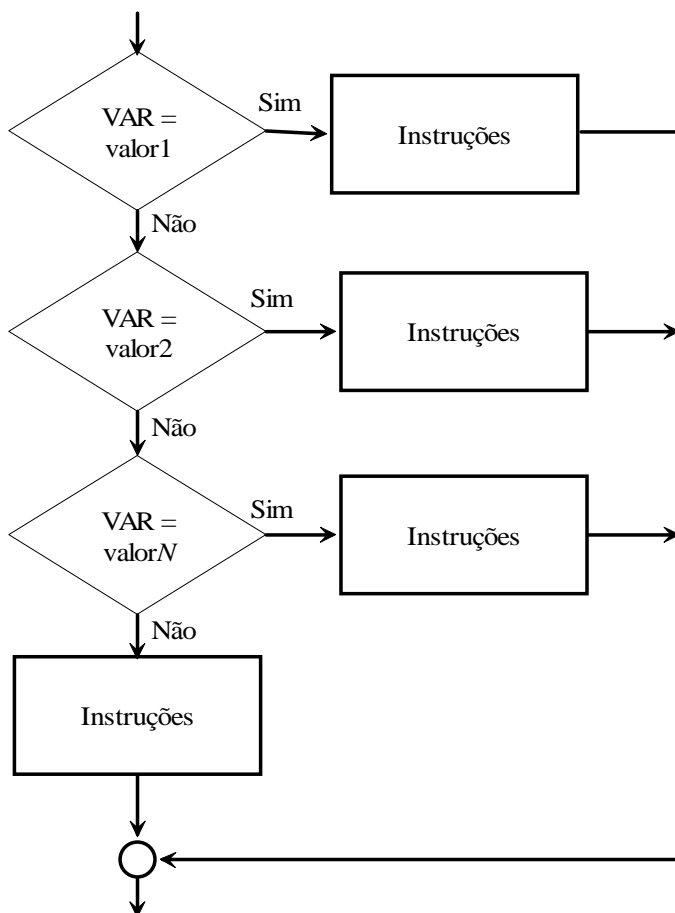 VAR =
valor1
Sim
Instruções
Não
VAR =
valor2
Sim
Instruções
Não
VAR =
valorN
Sim
Instruções
Não
Instruções